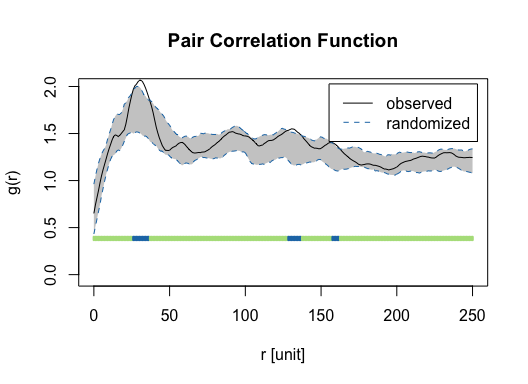 Pair Correlation Function
g(r)
2.0
1.5
1.0
0.5
0.0
observed
randomized
0 50 100 150 200 250
r [unit]